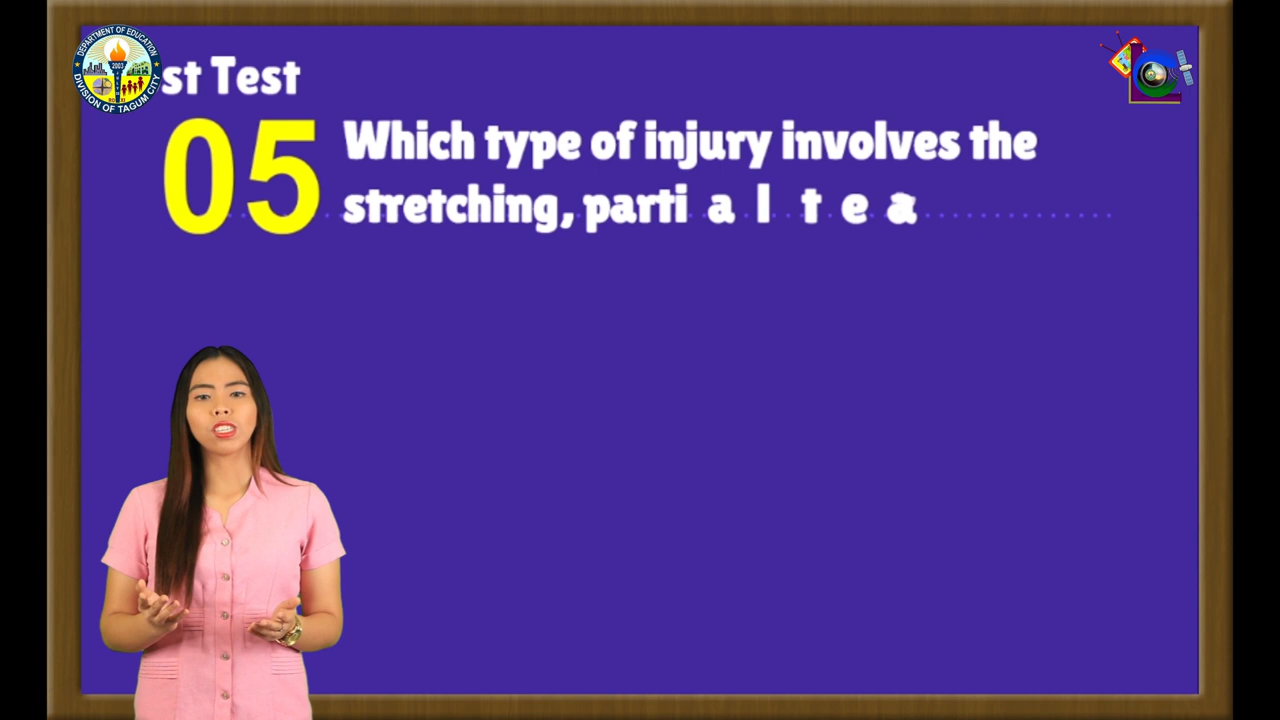 DEPARTMENT OF EDUCATION
2003
DIVISION OF TAGUM CITY
st Test
05
Which type of injury involves the
stretching, parti a l t e a